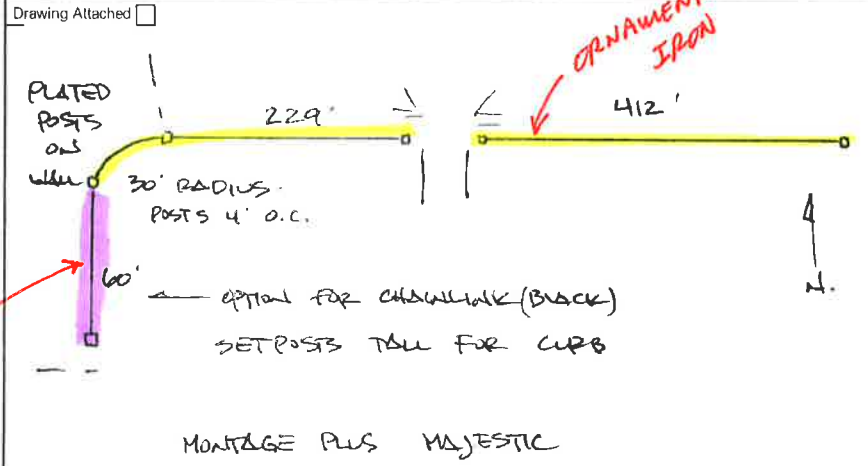 Drawing Attached
ORNAMENT
IRON
PLATED
POSTS
ON
WALL
229'
412'
30' RADIUS.
POSTS 4' O.C.
60'
OPTION FOR CHAINLINK (BLACK)
SET POSTS TALL FOR CURB
N.
MONTAGE PLUS MAJESTIC